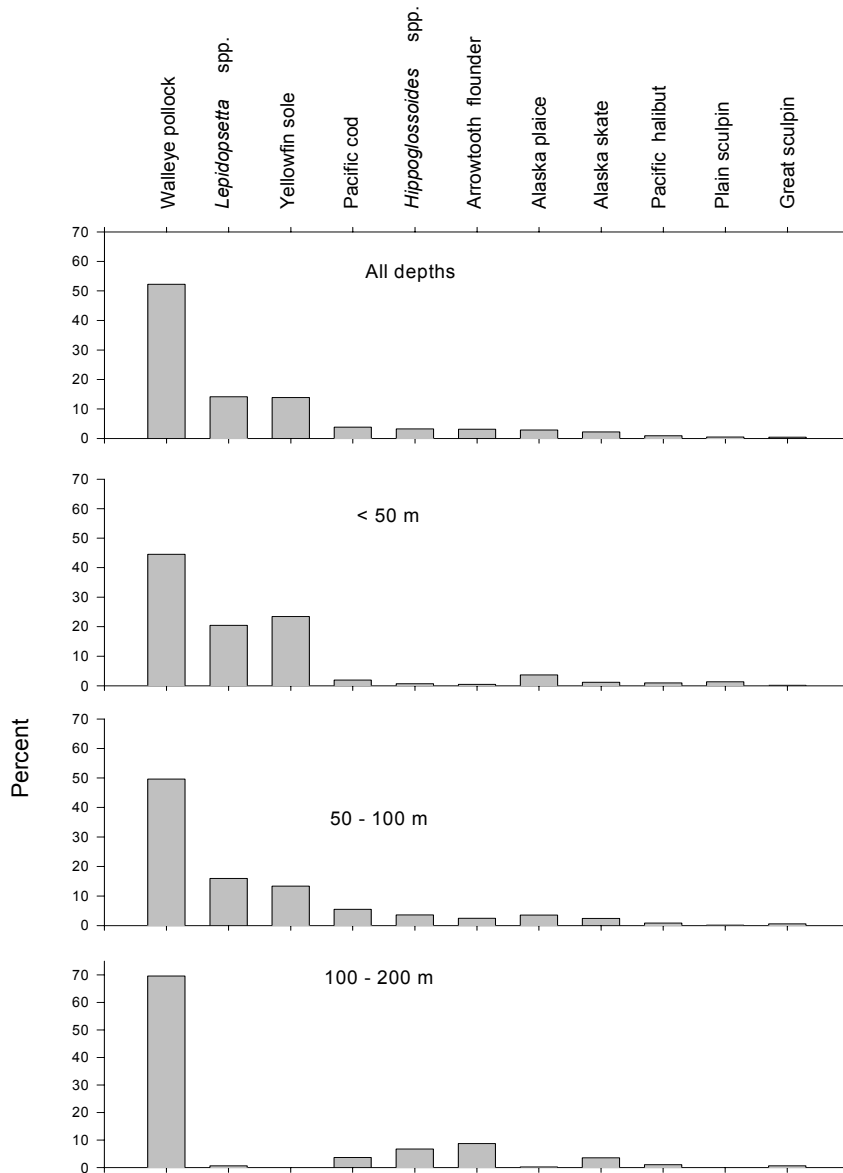 Walleye pollock
Lepidopsetta spp.
Yellowfin sole
Pacific cod
Hippoglossoides spp.
Arrowtooth flounder
Alaska plaice
Alaska skate
Pacific halibut
Plain sculpin
Great sculpin
Percent
All depths
70
60
50
40
30
20
10
0
< 50 m
70
60
50
40
30
20
10
0
50 - 100 m
70
60
50
40
30
20
10
0
100 - 200 m
70
60
50
40
30
20
10
0